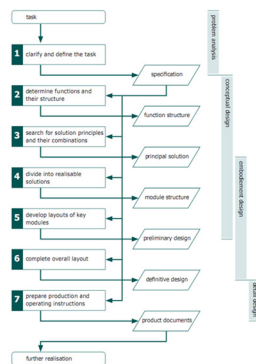 task
problem analysis
1 clarify and define the task
specification
conceptual design
2 determine functions and
their structure
function structure
3 search for solution principles
and their combinations
principal solution
embodement design
4 divide into realisable
solutions
module structure
5 develop layouts of key
modules
preliminary design
6 complete overall layout
definitive design
7 prepare production and
operating instructions
product documents
further realisation